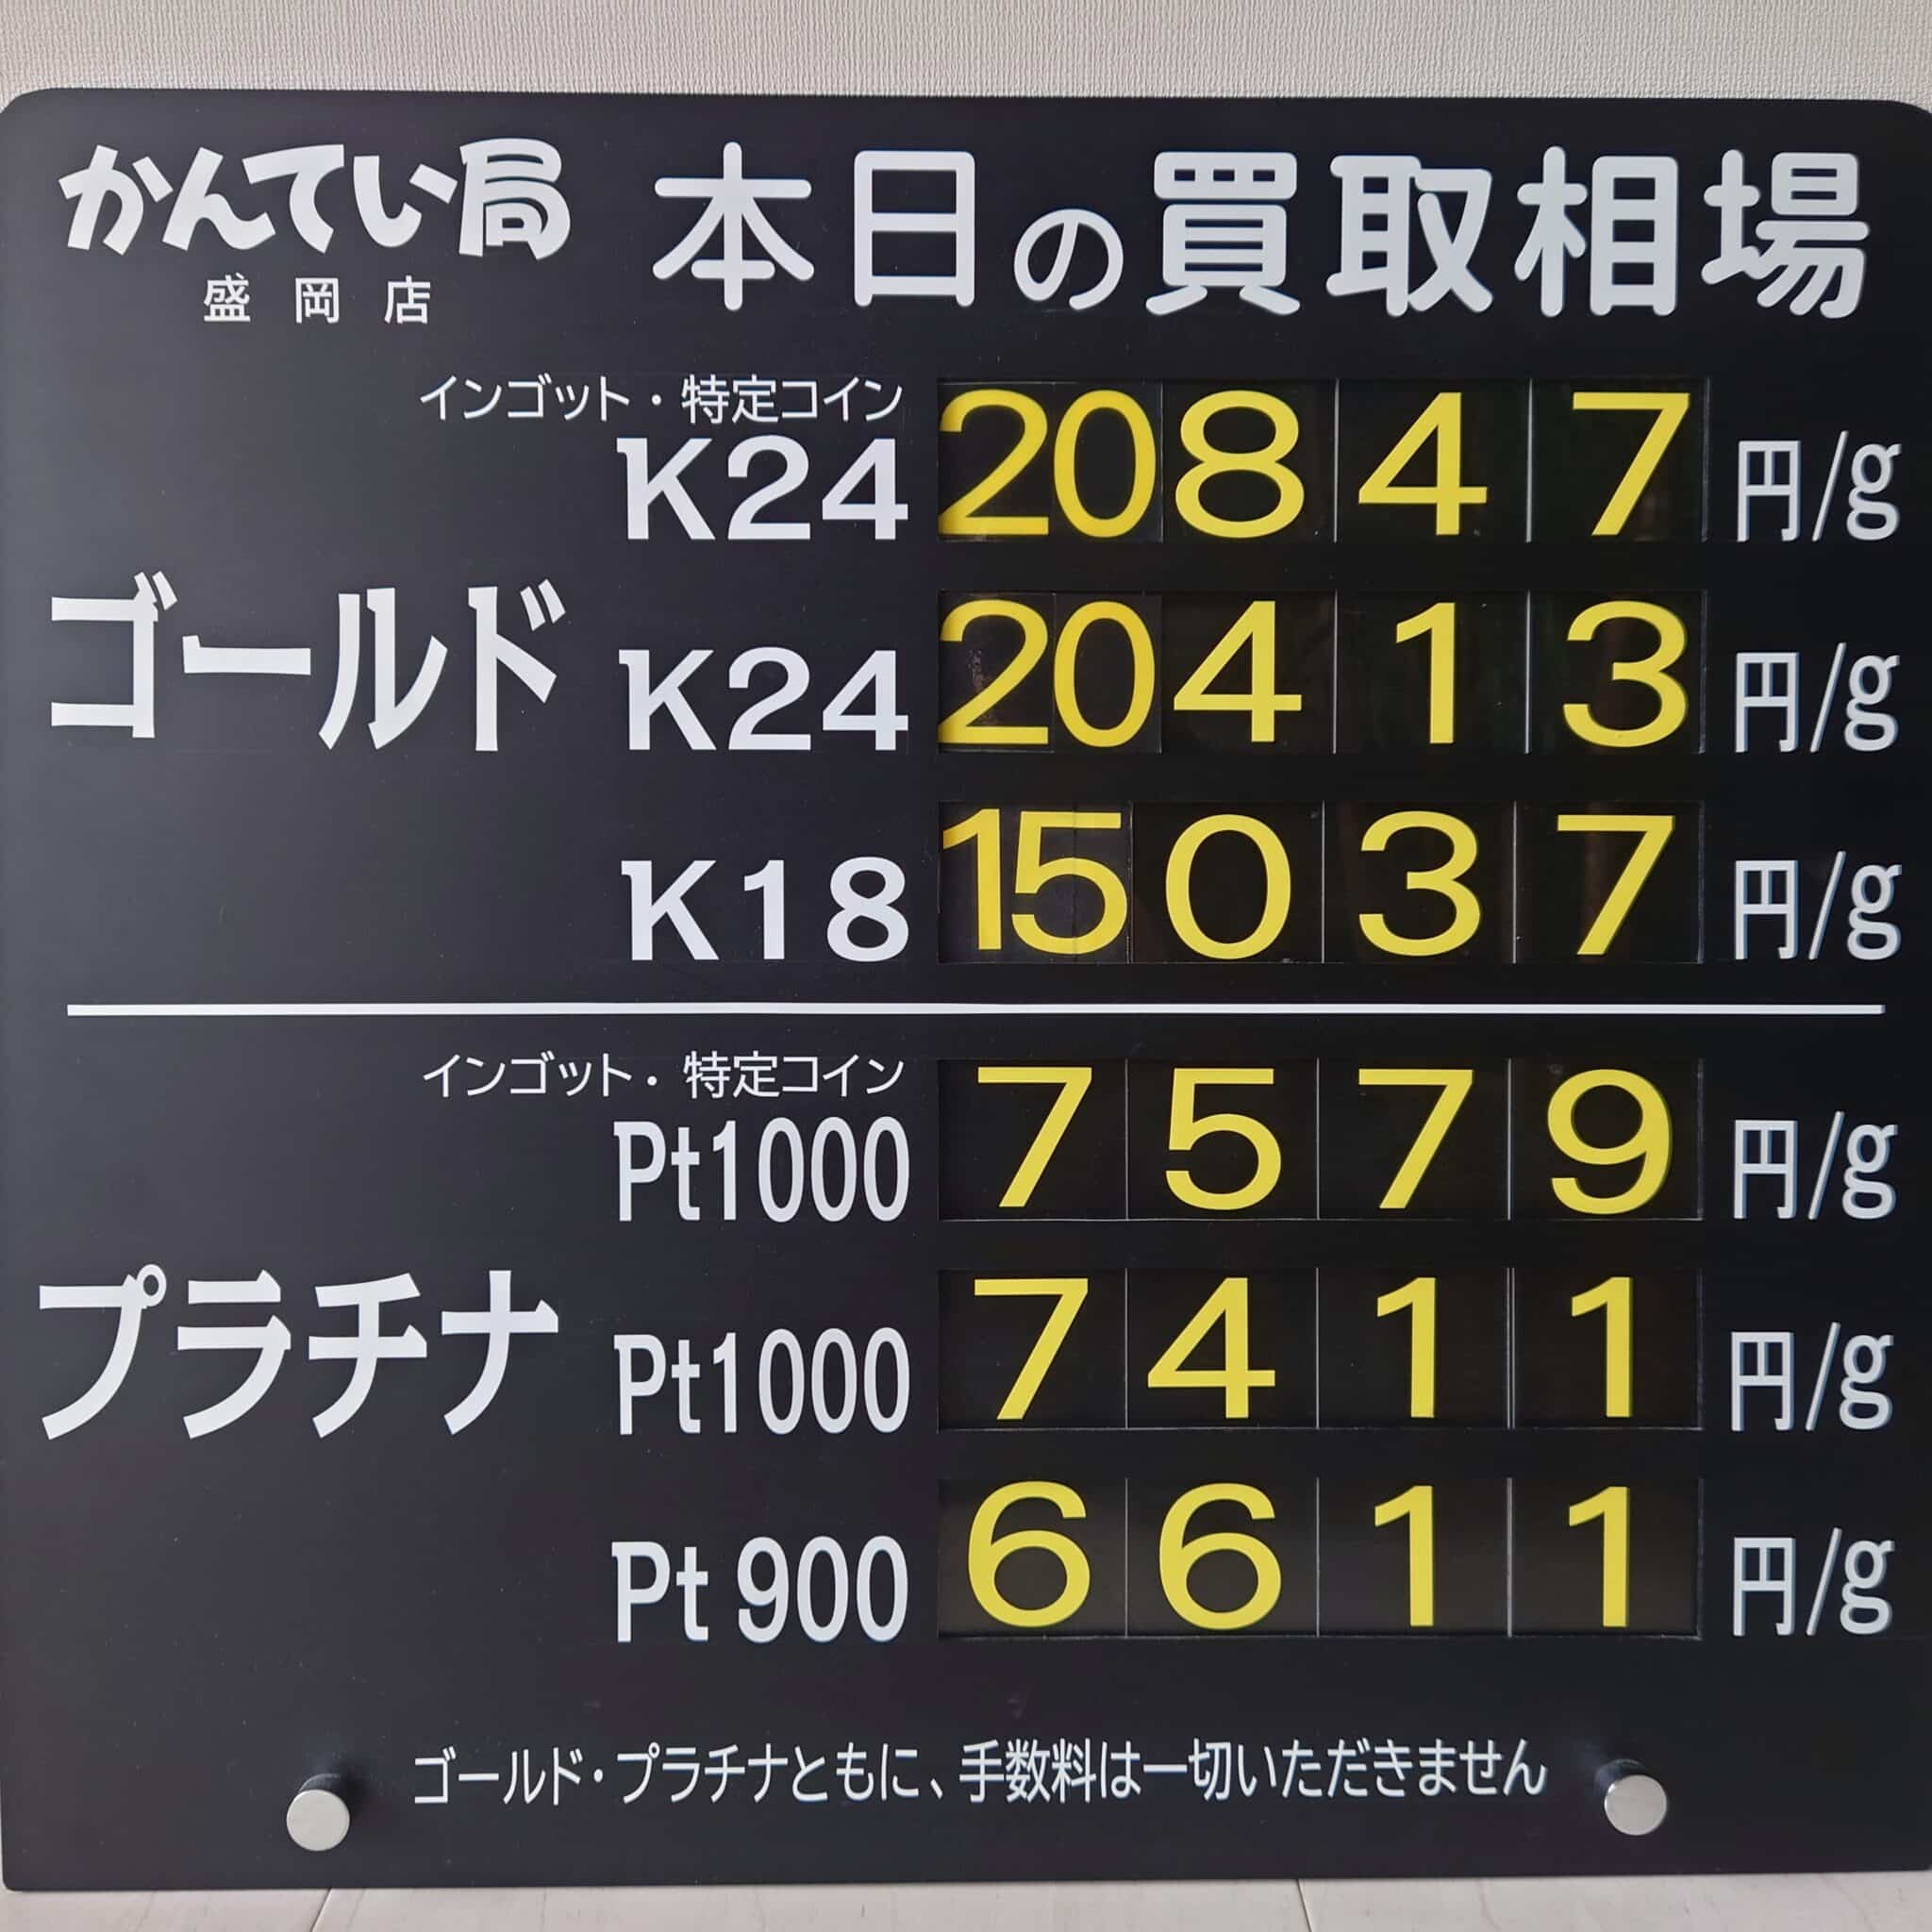 かんてい局 本日の買取相場
盛岡店
インゴット・特定コイン
K24 20847 円/g
ゴールド K24 20413 円/g
K18 15037 円/g
インゴット・特定コイン
Pt1000 7579 円/g
プラチナ Pt1000 7411 円/g
Pt 900 6611 円/g
ゴールド・プラチナともに、手数料は一切いただきません